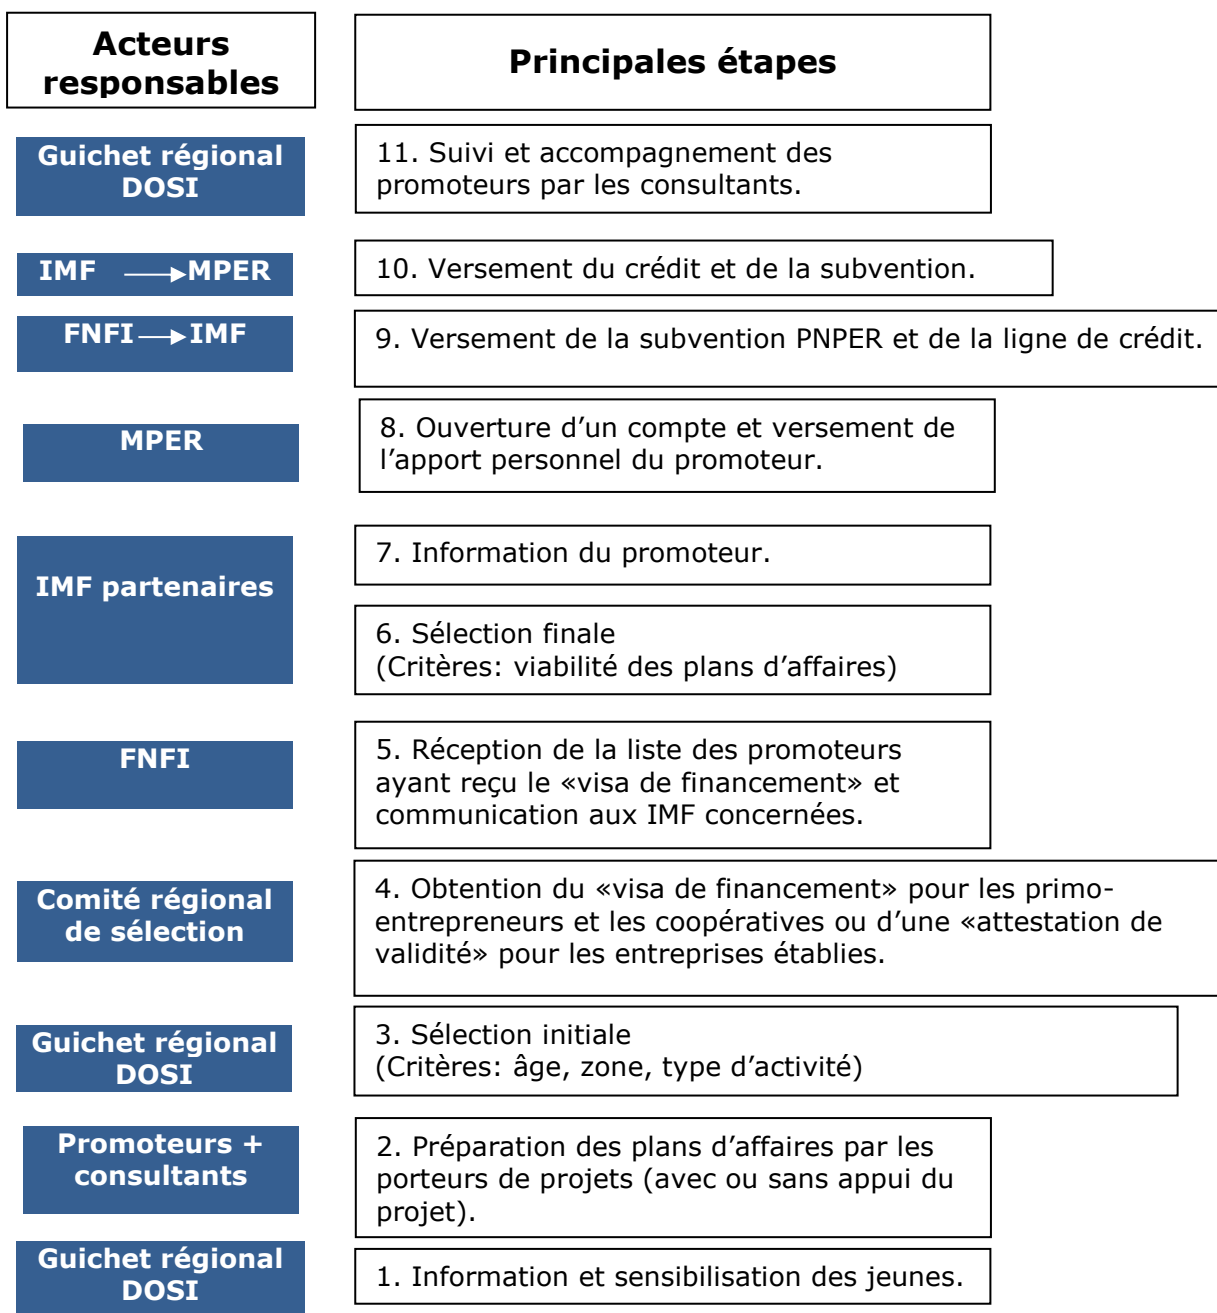 Acteurs
responsables
Principales étapes
Guichet régional
DOSI
11. Suivi et accompagnement des
promoteurs par les consultants.
IMF → MPER
10. Versement du crédit et de la subvention.
FNFI → IMF
9. Versement de la subvention PNPER et de la ligne de crédit.
MPER
8. Ouverture d’un compte et versement de
l’apport personnel du promoteur.
IMF partenaires
7. Information du promoteur.
6. Sélection finale
(Critères: viabilité des plans d’affaires)
FNFI
5. Réception de la liste des promoteurs
ayant reçu le «visa de financement» et
communication aux IMF concernées.
Comité régional
de sélection
4. Obtention du «visa de financement» pour les primo-
entrepreneurs et les coopératives ou d’une «attestation de
validité» pour les entreprises établies.
Guichet régional
DOSI
3. Sélection initiale
(Critères: âge, zone, type d’activité)
Promoteurs +
consultants
2. Préparation des plans d’affaires par les
porteurs de projets (avec ou sans appui du
projet).
Guichet régional
DOSI
1. Information et sensibilisation des jeunes.